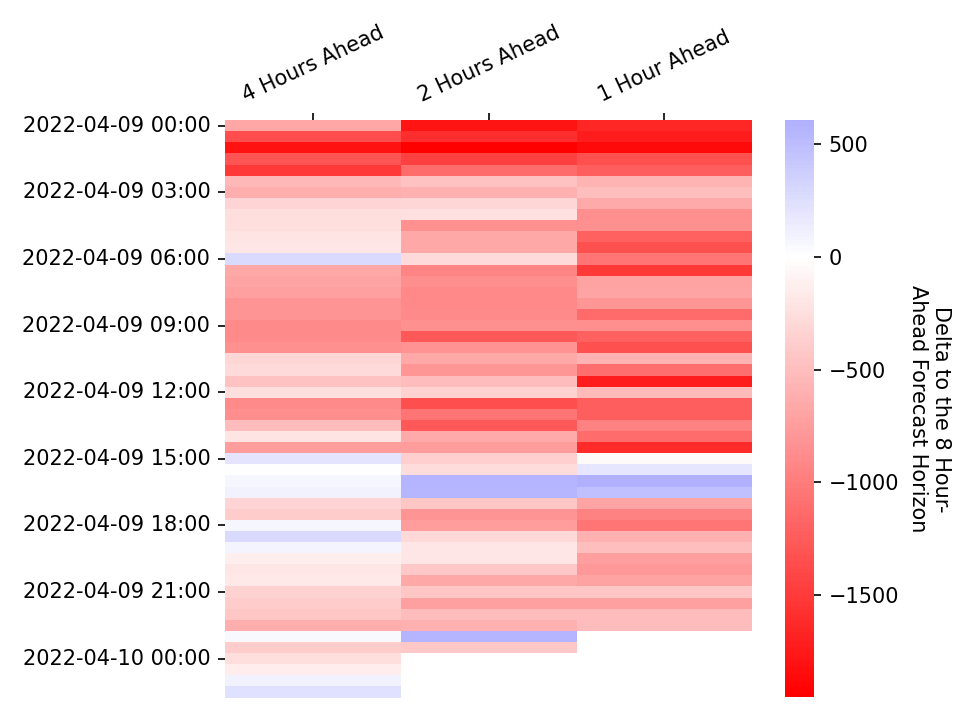 4 Hours Ahead
2 Hours Ahead
1 Hour Ahead
2022-04-09 00:00
2022-04-09 03:00
2022-04-09 06:00
2022-04-09 09:00
2022-04-09 12:00
2022-04-09 15:00
2022-04-09 18:00
2022-04-09 21:00
2022-04-10 00:00
500
0
−500
−1000
−1500
Delta to the 8 Hour-
Ahead Forecast Horizon